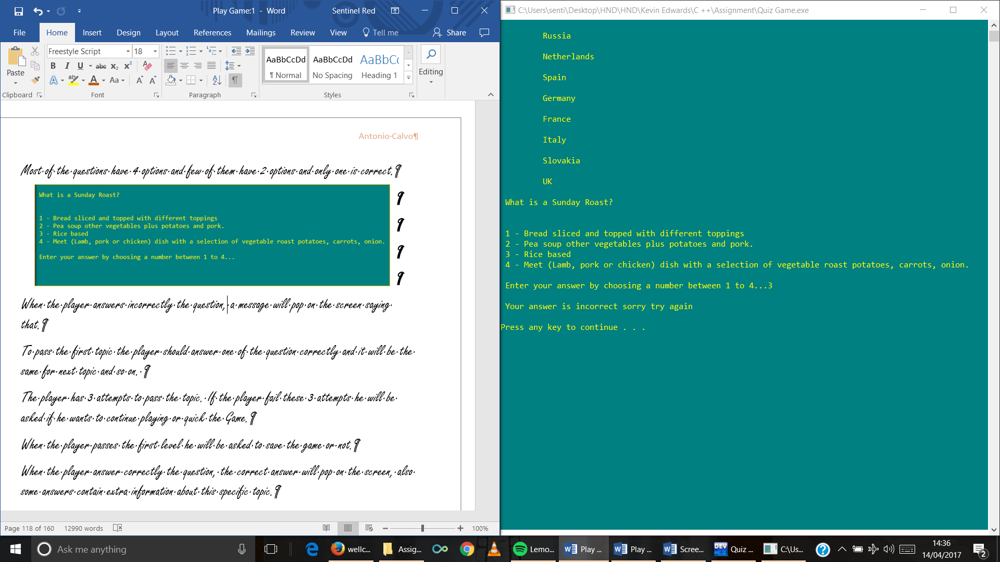 Play Game:1 - Word
Sentinel Red
File
Home
Insert
Design
Layout
References
Mailings
Review
View
Tell me
Share
Paste
Freestyle Script
18
B I U abc x₂ x²
A ab A Aa A A
AaBbCcDd
AaBbCcDd
AaBbCc
¶ Normal
No Spacing
Heading 1
Editing
Clipboard
Font
Paragraph
Styles
Antonio·Calvo¶
Most·of·the·questions·have·4·options·and·few·of·them·have·2·options·and·only·one·is·correct.¶
What is a Sunday Roast?
1 - Bread sliced and topped with different toppings
2 - Pea soup other vegetables plus potatoes and pork.
3 - Rice based
4 - Meet (Lamb, pork or chicken) dish with a selection of vegetable roast potatoes, carrots, onion.
Enter your answer by choosing a number between 1 to 4...
¶
¶
¶
¶
When·the·player·answers·incorrectly·the·question,·a·message·will·pop·on·the·screen·saying·
that.¶
To·pass·the·first·topic·the·player·should·answer·one·of·the·question·correctly·and·it·will·be·the·
same·for·next·topic·and·so·on.·¶
The·player·has·3·attempts·to·pass·the·topic.·If·the·player·fail·these·3·attempts·he·will·be·
asked·if·he·wants·to·continue·playing·or·quick·the·Game.¶
When·the·player·passes·the·first·level·he·will·be·asked·to·save·the·game·or·not.¶
When·the·player·answer·correctly·the·question,·the·correct·answer·will·pop·on·the·screen,·also·
some·answers·contain·extra·information·about·this·specific·topic.¶
Page 118 of 160
12990 words
100%
C:\Users\senti\Desktop\HND\HND\Kevin Edwards\C ++\Assignment\Quiz Game.exe
Russia
Netherlands
Spain
Germany
France
Italy
Slovakia
UK
What is a Sunday Roast?
1 - Bread sliced and topped with different toppings
2 - Pea soup other vegetables plus potatoes and pork.
3 - Rice based
4 - Meet (Lamb, pork or chicken) dish with a selection of vegetable roast potatoes, carrots, onion.
Enter your answer by choosing a number between 1 to 4...3
Your answer is incorrect sorry try again
Press any key to continue . . .
Ask me anything
wellc...
Assig...
Lemo...
Play ...
Play ...
Scree...
DEV
Quiz ...
C:\Us...
14:36
14/04/2017
2